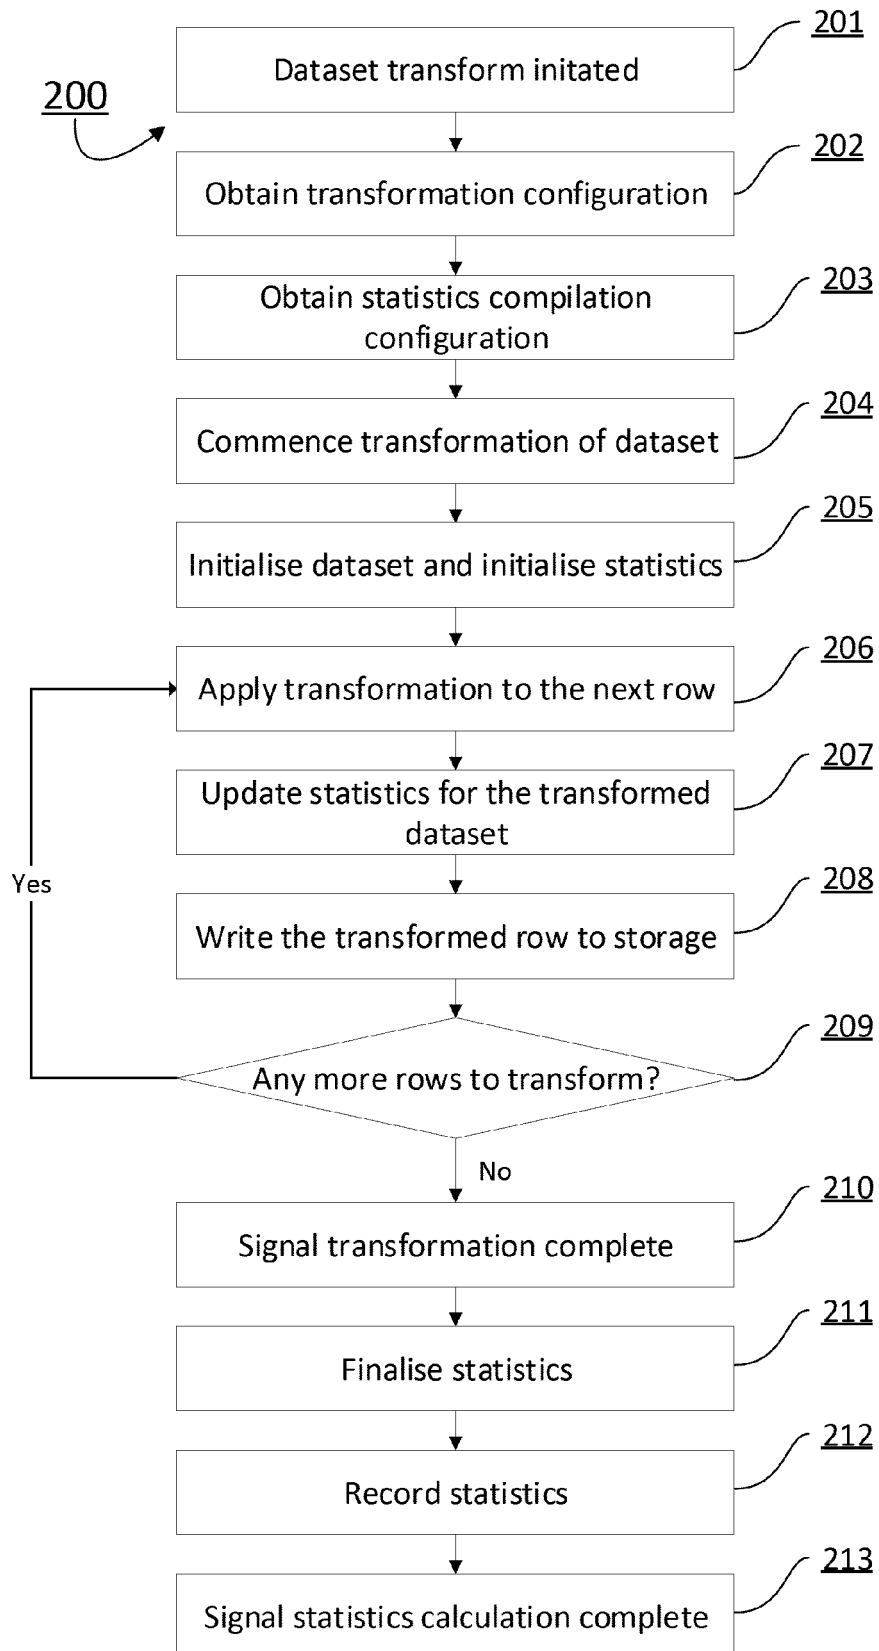 201
Dataset transform initated
200
202
Obtain transformation configuration
203
Obtain statistics compilation
configuration
204
Commence transformation of dataset
205
Initialise dataset and initialise statistics
206
Apply transformation to the next row
207
Update statistics for the transformed
dataset
Yes
208
Write the transformed row to storage
209
Any more rows to transform?
No
210
Signal transformation complete
211
Finalise statistics
212
Record statistics
213
Signal statistics calculation complete